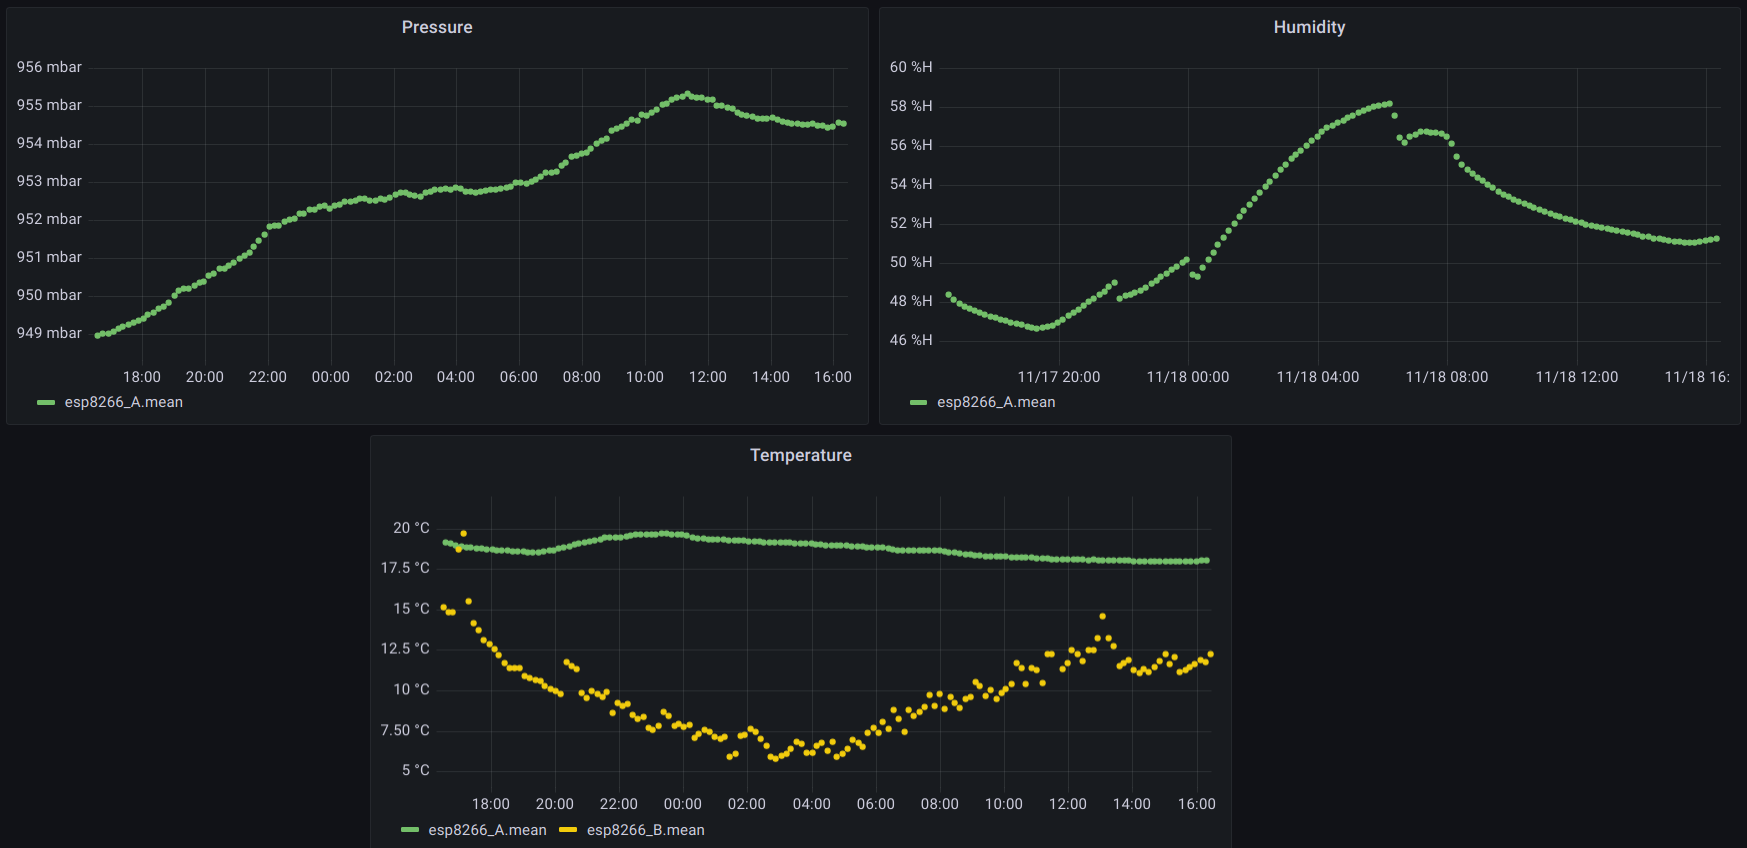 Pressure
956 mbar
955 mbar
954 mbar
953 mbar
952 mbar
951 mbar
950 mbar
949 mbar
18:00 20:00 22:00 00:00 02:00 04:00 06:00 08:00 10:00 12:00 14:00 16:00
esp8266_A.mean
Humidity
60 %H
58 %H
56 %H
54 %H
52 %H
50 %H
48 %H
46 %H
11/17 20:00 11/18 00:00 11/18 04:00 11/18 08:00 11/18 12:00 11/18 16:
esp8266_A.mean
Temperature
20 °C
17.5 °C
15 °C
12.5 °C
10 °C
7.50 °C
5 °C
18:00 20:00 22:00 00:00 02:00 04:00 06:00 08:00 10:00 12:00 14:00 16:00
esp8266_A.mean esp8266_B.mean